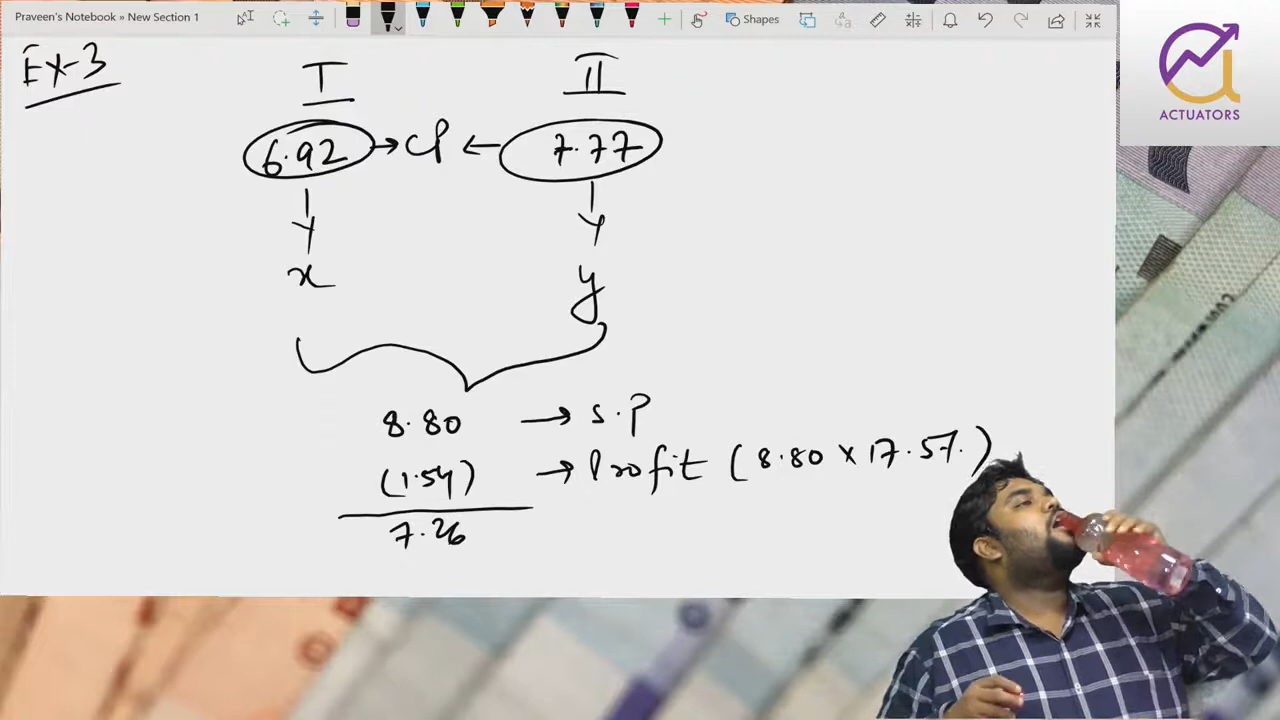 Praveen's Notebook » New Section 1
Shapes
ACTUATORS
Ex-3
I II
6.92 → CP ← 7.77
x y
8.80 → S.P
(1.54) → Profit (8.80 × 17.5%)
7.26